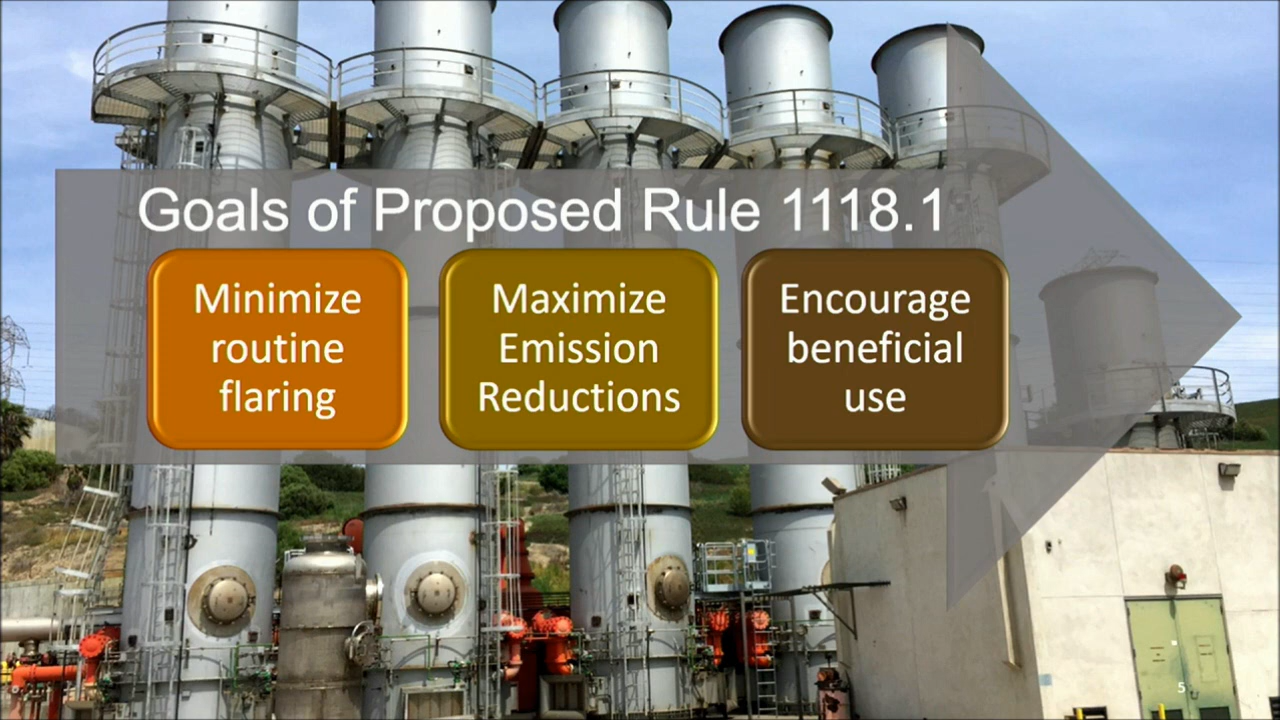 Goals of Proposed Rule 1118.1
Minimize
routine
flaring
Maximize
Emission
Reductions
Encourage
beneficial
use
5